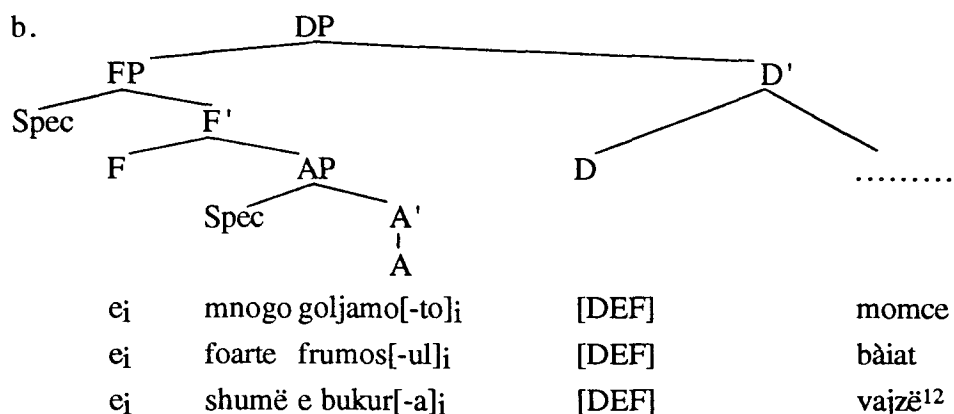 b. DP
FP D'
Spec F'
F AP D .........
Spec A'
A
ei mnogo goljamo[-to]i [DEF] momce
ei foarte frumos[-ul]i [DEF] bàiat
ei shumë e bukur[-a]i [DEF] vajzë12